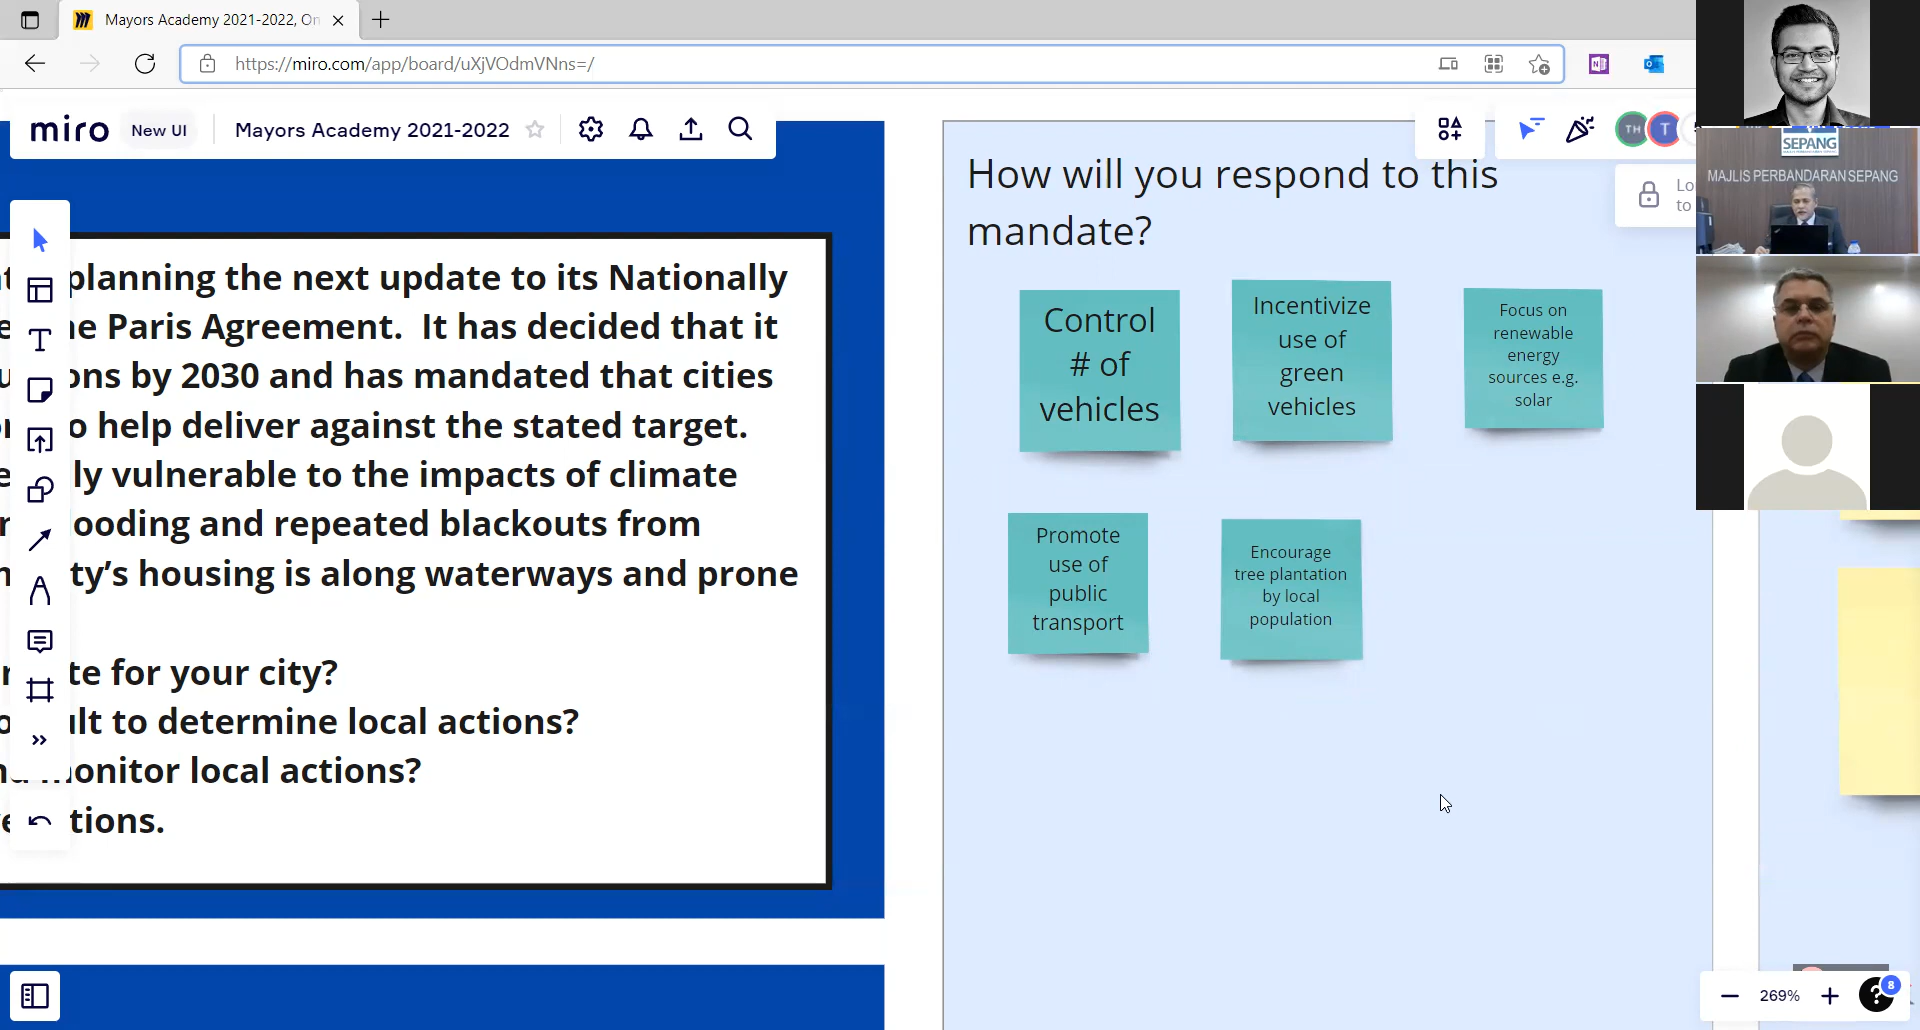 Mayors Academy 2021-2022, On
https://miro.com/app/board/uXjVOdmVNns=/
miro
New UI
Mayors Academy 2021-2022
TH
T
Lo
to
SEPANG
MAJLIS PERBANDARAN SEPANG
planning the next update to its Nationally
he Paris Agreement. It has decided that it
ons by 2030 and has mandated that cities
o help deliver against the stated target.
ly vulnerable to the impacts of climate
ooding and repeated blackouts from
ty's housing is along waterways and prone
te for your city?
ult to determine local actions?
onitor local actions?
tions.
How will you respond to this
mandate?
Control
# of
vehicles
Incentivize
use of
green
vehicles
Focus on
renewable
energy
sources e.g.
solar
Promote
use of
public
transport
Encourage
tree plantation
by local
population
269%
?
8